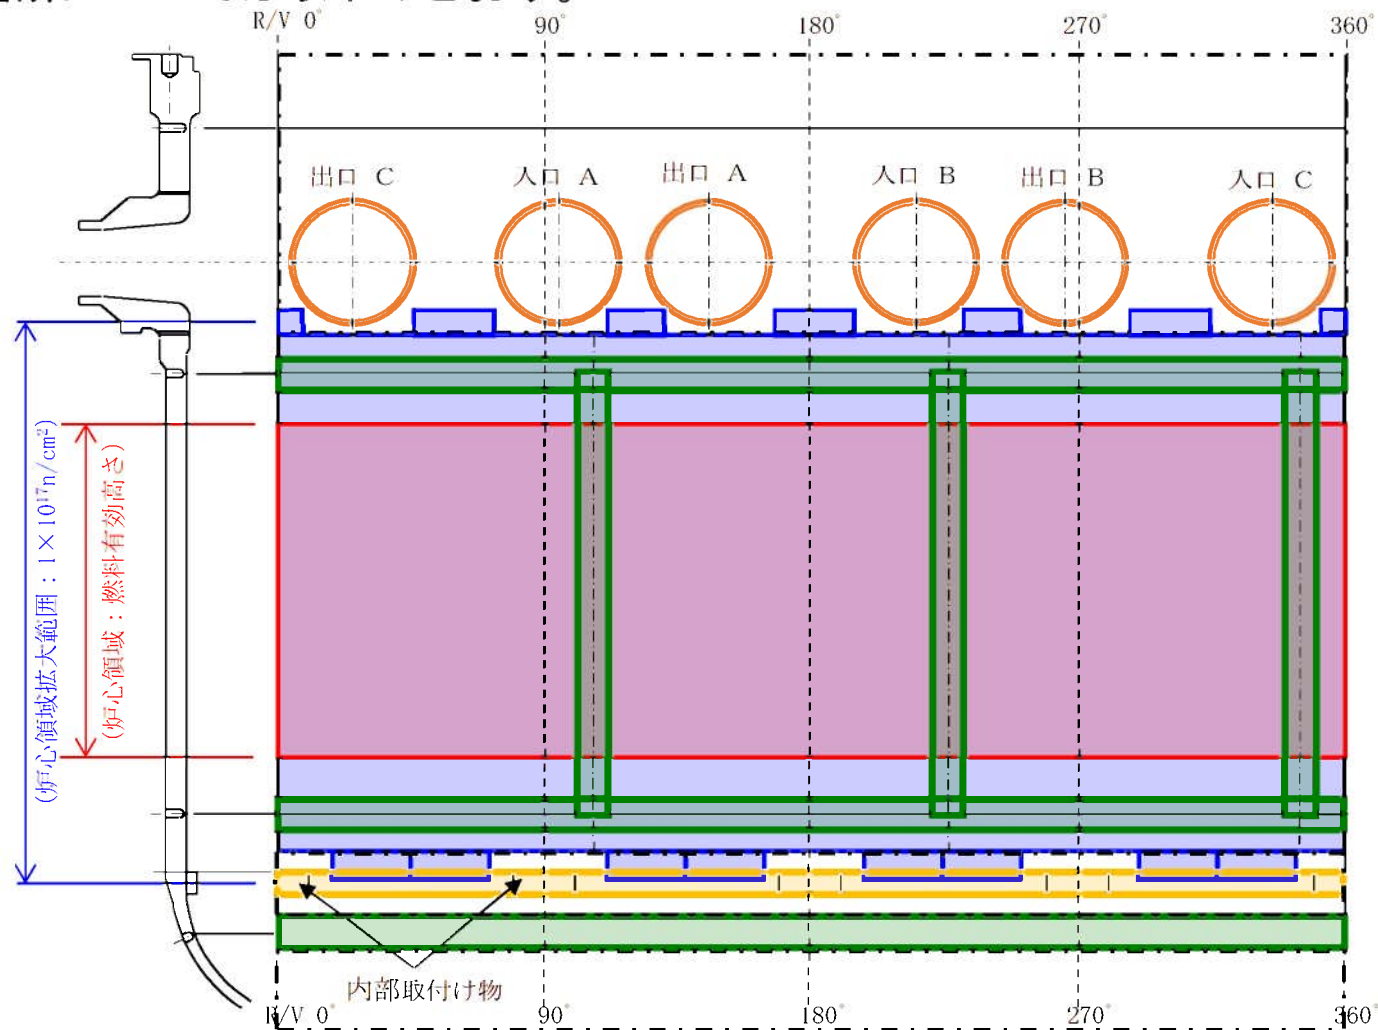 R/V 0° 90° 180° 270° 360°
出口 C 入口 A 出口 A 入口 B 出口 B 入口 C
(炉心領域拡大範囲：1×10¹⁷n/cm²)
(炉心領域：燃料有効高さ)
内部取付け物
R/V 0° 90° 180° 270° 360°